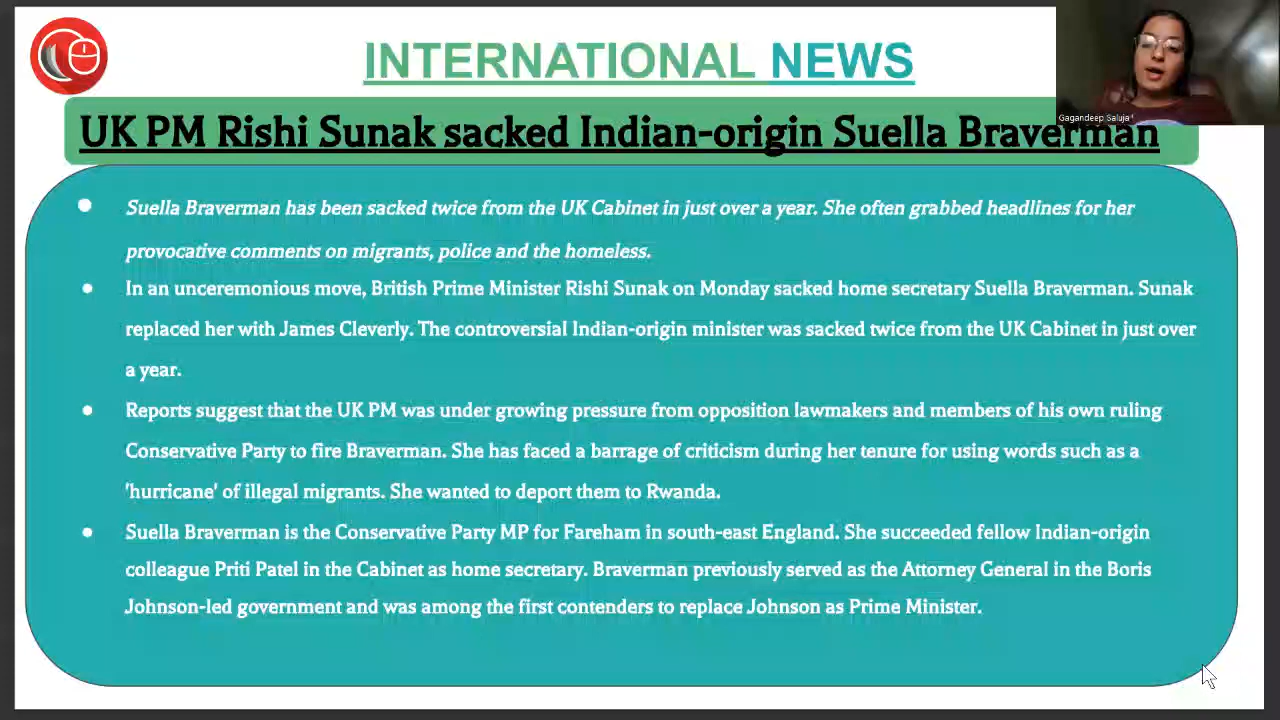 INTERNATIONAL NEWS
Gagandeep Saluja
UK PM Rishi Sunak sacked Indian-origin Suella Braverman
Suella Braverman has been sacked twice from the UK Cabinet in just over a year. She often grabbed headlines for her
provocative comments on migrants, police and the homeless.
In an unceremonious move, British Prime Minister Rishi Sunak on Monday sacked home secretary Suella Braverman. Sunak
replaced her with James Cleverly. The controversial Indian-origin minister was sacked twice from the UK Cabinet in just over
a year.
Reports suggest that the UK PM was under growing pressure from opposition lawmakers and members of his own ruling
Conservative Party to fire Braverman. She has faced a barrage of criticism during her tenure for using words such as a
'hurricane' of illegal migrants. She wanted to deport them to Rwanda.
Suella Braverman is the Conservative Party MP for Fareham in south-east England. She succeeded fellow Indian-origin
colleague Priti Patel in the Cabinet as home secretary. Braverman previously served as the Attorney General in the Boris
Johnson-led government and was among the first contenders to replace Johnson as Prime Minister.